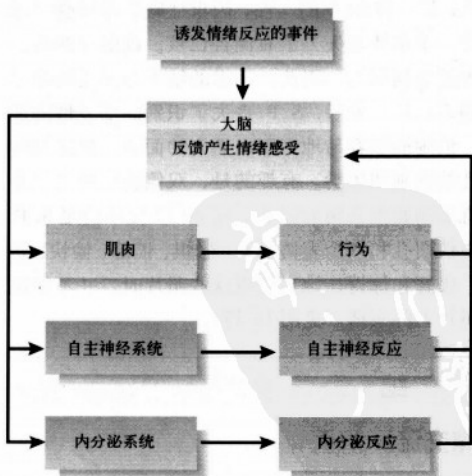 诱发情绪反应的事件
大脑
反馈产生情绪感受
肌肉
行为
自主神经系统
自主神经反应
内分泌系统
内分泌反应